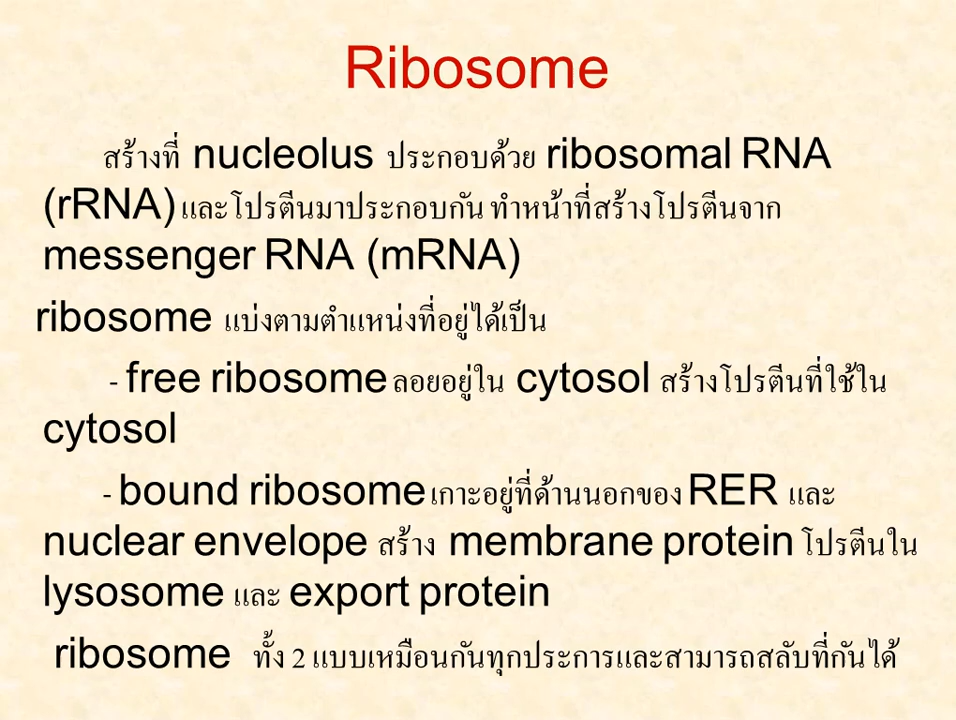 Ribosome
สร้างที่ nucleolus ประกอบด้วย ribosomal RNA
(rRNA) และโปรตีนมาประกอบกัน ทำหน้าที่สร้างโปรตีนจาก
messenger RNA (mRNA)
ribosome แบ่งตามตำแหน่งที่อยู่ได้เป็น
- free ribosome ลอยอยู่ใน cytosol สร้างโปรตีนที่ใช้ใน
cytosol
- bound ribosome เกาะอยู่ที่ด้านนอกของ RER และ
nuclear envelope สร้าง membrane protein โปรตีนใน
lysosome และ export protein
ribosome ทั้ง 2 แบบเหมือนกันทุกประการและสามารถสลับที่กันได้